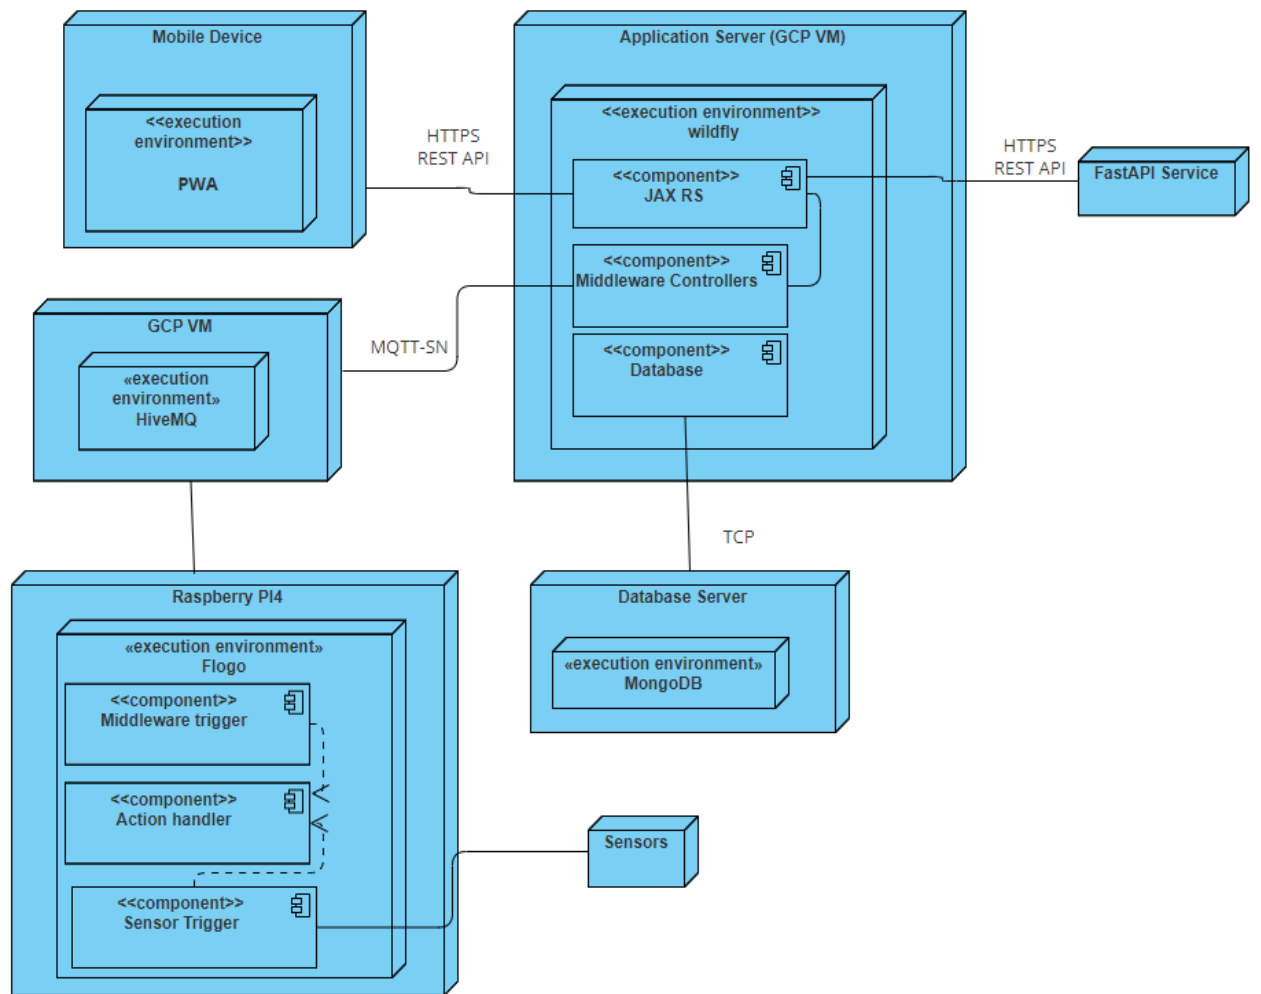 Mobile Device
<<execution
environment>>
PWA
HTTPS
REST API
Application Server (GCP VM)
<<execution environment>>
wildfly
<<component>>
JAX RS
<<component>>
Middleware Controllers
<<component>>
Database
HTTPS
REST API
FastAPI Service
GCP VM
«execution
environment»
HiveMQ
MQTT-SN
TCP
Raspberry PI4
«execution environment»
Flogo
<<component>>
Middleware trigger
<<component>>
Action handler
<<component>>
Sensor Trigger
Database Server
«execution environment»
MongoDB
Sensors